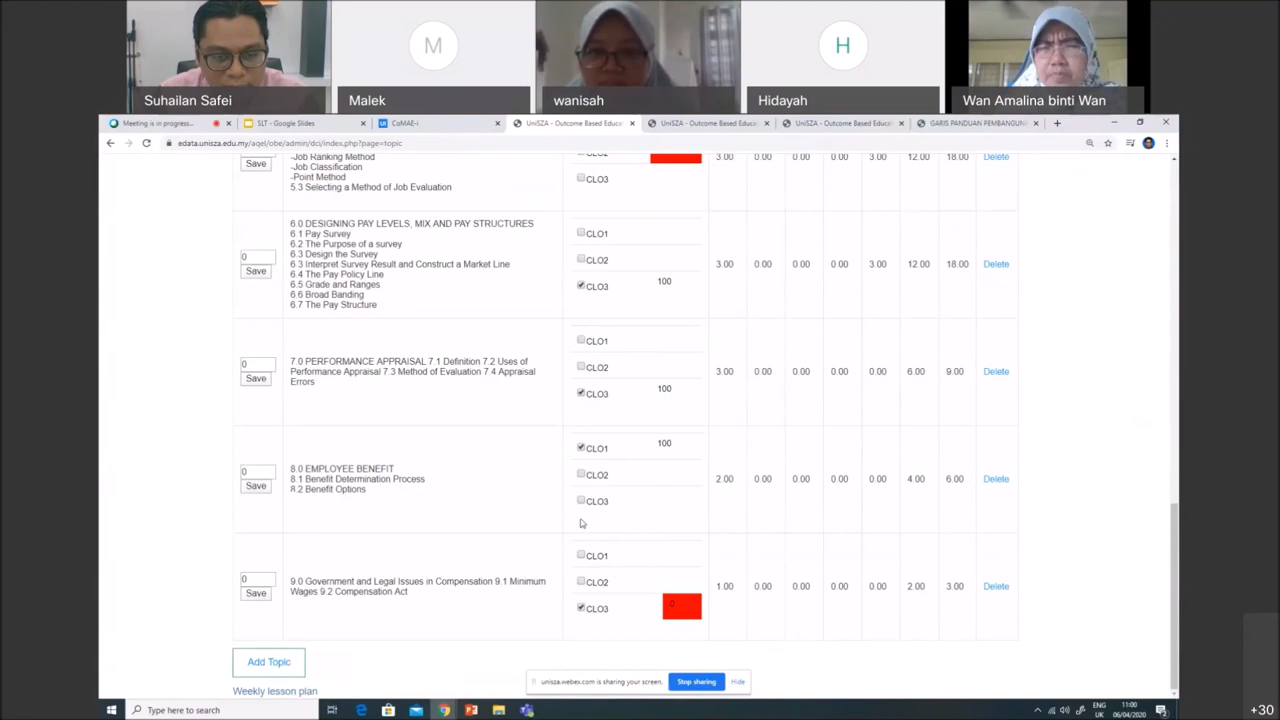 M
H
Suhailan Safei
Malek
wanisah
Hidayah
Wan Amalina binti Wan
Meeting is in progress...
SLT - Google Slides
CoMAE-i
UniSZA - Outcome Based Educ
UniSZA - Outcome Based Educ
UniSZA - Outcome Based Educ
GARIS PANDUAN PEMBANGUN
edata.unisza.edu.my/aqel/obe/admin/dci/index.php?page=topic
Save
-Job Ranking Method
-Job Classification
-Point Method
5.3 Selecting a Method of Job Evaluation
CLO2
CLO3
3.00 0.00 0.00 0.00 3.00 12.00 18.00 Delete
0
Save
6.0 DESIGNING PAY LEVELS, MIX AND PAY STRUCTURES
6.1 Pay Survey
6.2 The Purpose of a survey
6.3 Design the Survey
6.3 Interpret Survey Result and Construct a Market Line
6.4 The Pay Policy Line
6.5 Grade and Ranges
6.6 Broad Banding
6.7 The Pay Structure
CLO1
CLO2
CLO3 100
3.00 0.00 0.00 0.00 3.00 12.00 18.00 Delete
0
Save
7.0 PERFORMANCE APPRAISAL 7.1 Definition 7.2 Uses of
Performance Appraisal 7.3 Method of Evaluation 7.4 Appraisal
Errors
CLO1
CLO2
CLO3 100
3.00 0.00 0.00 0.00 0.00 6.00 9.00 Delete
0
Save
8.0 EMPLOYEE BENEFIT
8.1 Benefit Determination Process
8.2 Benefit Options
CLO1 100
CLO2
CLO3
2.00 0.00 0.00 0.00 0.00 4.00 6.00 Delete
0
Save
9.0 Government and Legal Issues in Compensation 9.1 Minimum
Wages 9.2 Compensation Act
CLO1
CLO2
CLO3 0
1.00 0.00 0.00 0.00 0.00 2.00 3.00 Delete
Add Topic
Weekly lesson plan
unisza.webex.com is sharing your screen.
Stop sharing
Hide
Type here to search
ENG
UK
11:00
06/04/2020
+30